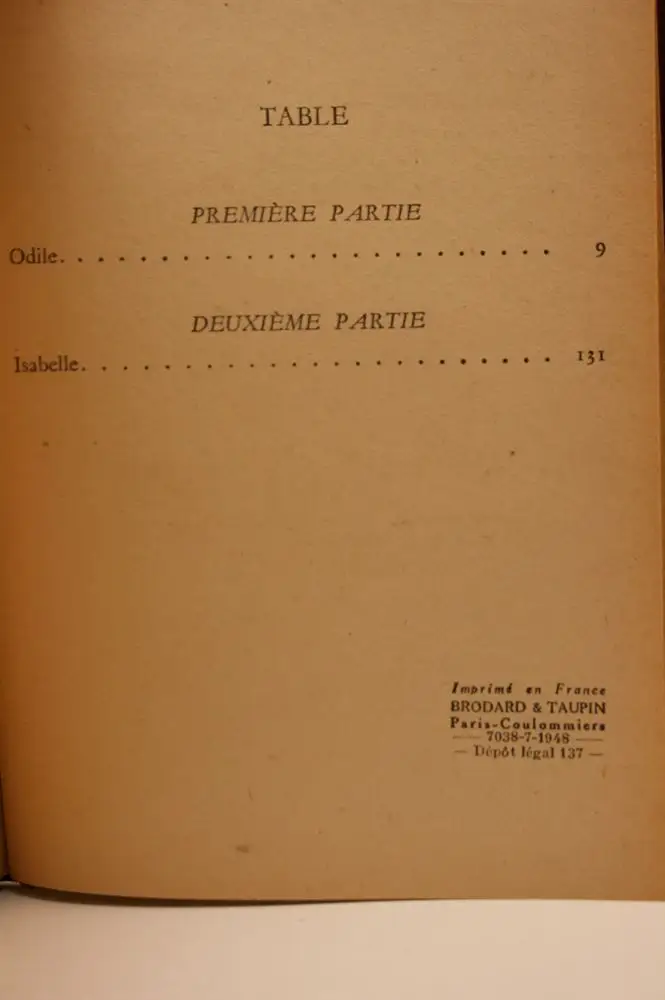 TABLE
PREMIÈRE PARTIE
Odile. . . . . . . . . . . . . . . . . . . . . . 9
DEUXIÈME PARTIE
Isabelle. . . . . . . . . . . . . . . . . . . . . 131
Imprimé en France
BRODARD & TAUPIN
Paris-Coulommiers
— 7038-7-1948 —
— Dépôt légal 137 —